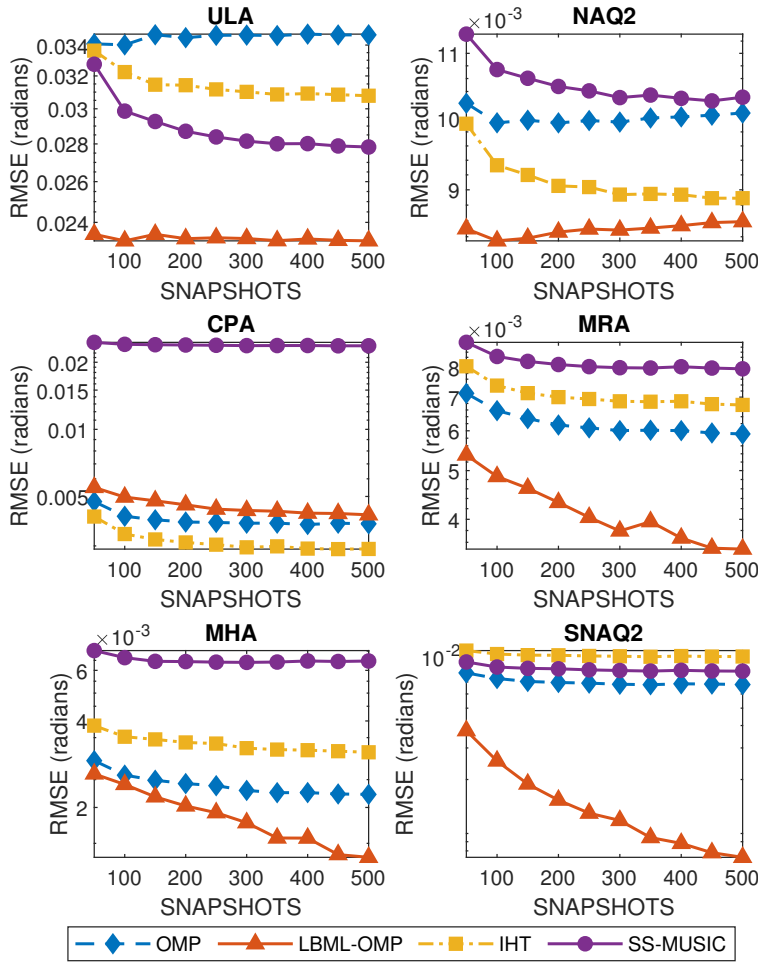 ULA
NAQ2
0.034
0.032
0.03
0.028
0.026
0.024
RMSE (radians)
100 200 300 400 500
SNAPSHOTS
× 10-3
11
10
9
RMSE (radians)
100 200 300 400 500
SNAPSHOTS
CPA
MRA
0.02
0.015
0.01
0.005
RMSE (radians)
100 200 300 400 500
SNAPSHOTS
× 10-3
8
7
6
5
4
RMSE (radians)
100 200 300 400 500
SNAPSHOTS
MHA
SNAQ2
× 10-3
6
4
2
RMSE (radians)
100 200 300 400 500
SNAPSHOTS
10-2
RMSE (radians)
100 200 300 400 500
SNAPSHOTS
OMP LBML-OMP IHT SS-MUSIC